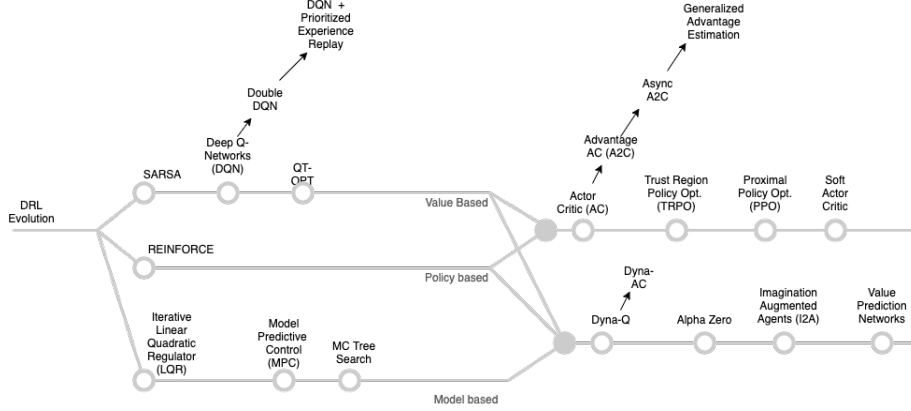 DQN +
Prioritized
Experience
Replay
Generalized
Advantage
Estimation
Double
DQN
Async
A2C
Deep Q-
Networks
(DQN)
Advantage
AC (A2C)
SARSA
QT-
OPT
Value Based
Actor
Critic (AC)
Trust Region
Policy Opt.
(TRPO)
Proximal
Policy Opt.
(PPO)
Soft
Actor
Critic
DRL
Evolution
REINFORCE
Policy based
Dyna-
AC
Iterative
Linear
Quadratic
Regulator
(LQR)
Model
Predictive
Control
(MPC)
MC Tree
Search
Dyna-Q
Alpha Zero
Imagination
Augmented
Agents (I2A)
Value
Prediction
Networks
Model based